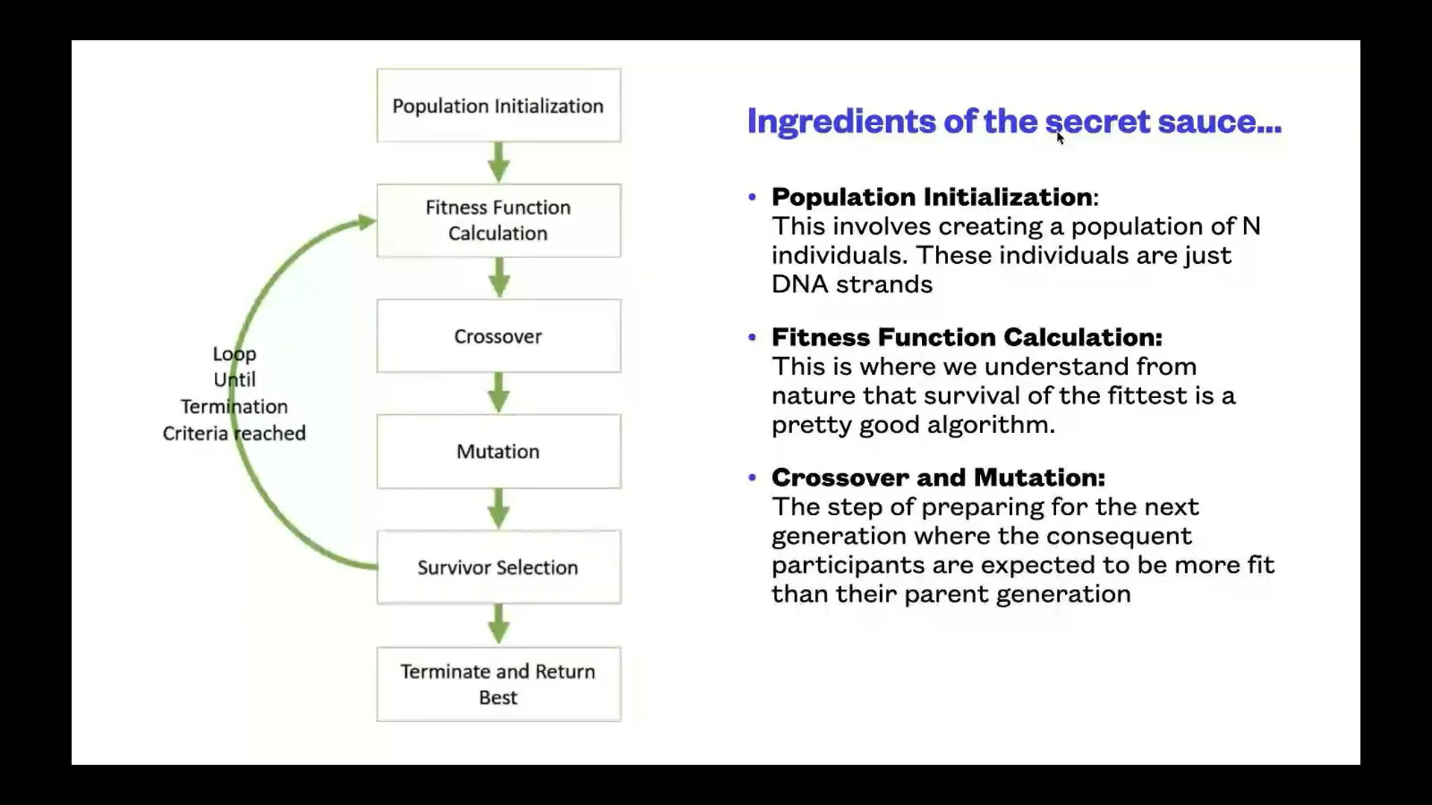 Population Initialization
Fitness Function
Calculation
Crossover
Mutation
Survivor Selection
Terminate and Return
Best
Loop
Until
Termination
Criteria reached
Ingredients of the secret sauce...
• Population Initialization:
This involves creating a population of N
individuals. These individuals are just
DNA strands
• Fitness Function Calculation:
This is where we understand from
nature that survival of the fittest is a
pretty good algorithm.
• Crossover and Mutation:
The step of preparing for the next
generation where the consequent
participants are expected to be more fit
than their parent generation